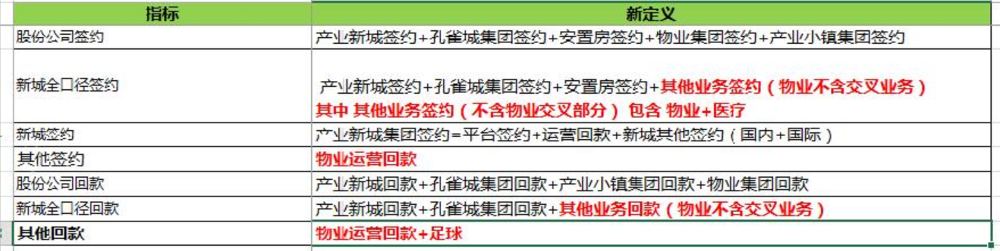 指标 新定义
股份公司签约 产业新城签约+孔雀城集团签约+安置房签约+物业集团签约+产业小镇集团签约
新城全口径签约 产业新城签约+孔雀城集团签约+安置房签约+其他业务签约（物业不含交叉业务）
其中 其他业务签约（不含物业交叉部分） 包含 物业+医疗
新城签约 产业新城集团签约=平台签约+运营回款+新城其他签约（国内+国际）
其他签约 物业运营回款
股份公司回款 产业新城回款+孔雀城集团回款+产业小镇集团回款+物业集团回款
新城全口径回款 产业新城回款+孔雀城集团回款+其他业务回款（物业不含交叉业务）
其他回款 物业运营回款+足球